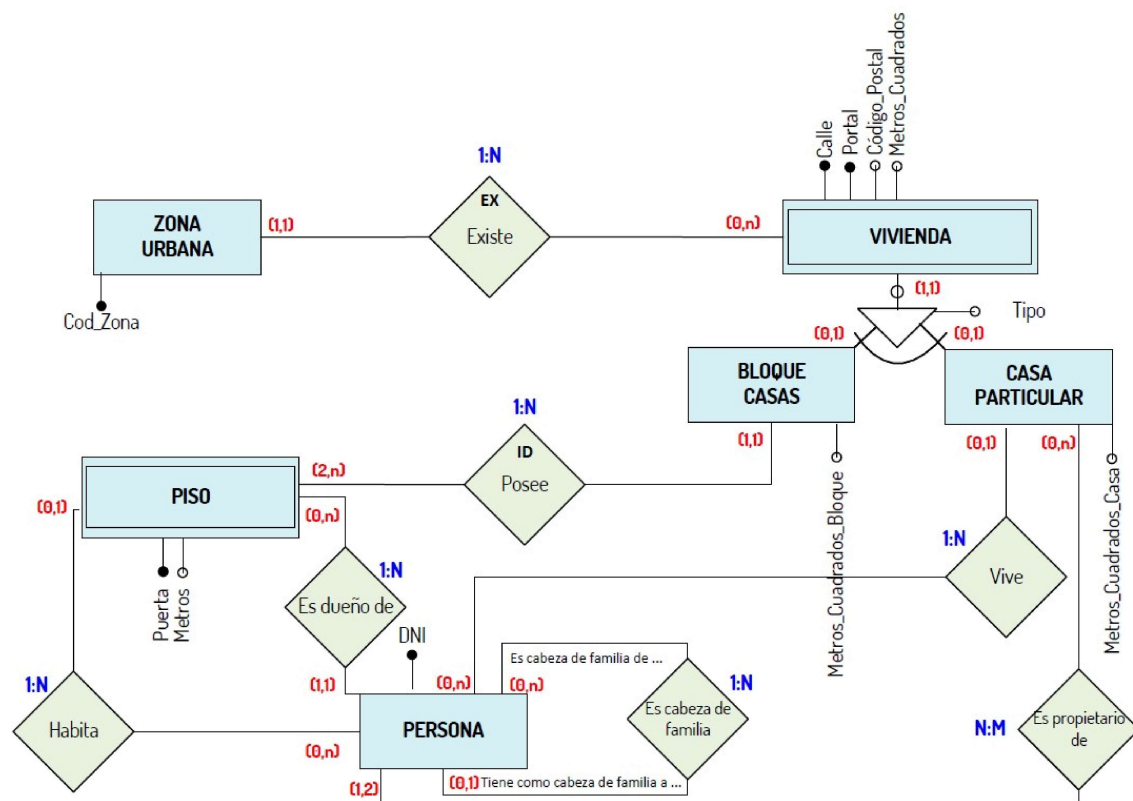 Calle
Portal
Código_Postal
Metros_Cuadrados
1:N
ZONA
URBANA
(1,1)
EX
Existe
(0,n)
VIVIENDA
Cod_Zona
(1,1)
Tipo
(0,1)
(0,1)
BLOQUE
CASAS
CASA
PARTICULAR
1:N
(1,1)
(0,1)
(0,n)
ID
Posee
(2,n)
PISO
(0,1)
(0,n)
Metros_Cuadrados_Bloque
Metros_Cuadrados_Casa
1:N
Vive
1:N
Es dueño de
Puerta
Metros
DNI
Es cabeza de familia de ...
1:N
(1,1)
(0,n)
(0,n)
1:N
Habita
PERSONA
Es cabeza de
familia
N:M
Es propietario
de
(0,n)
(1,2)
(0,1)
Tiene como cabeza de familia a ...